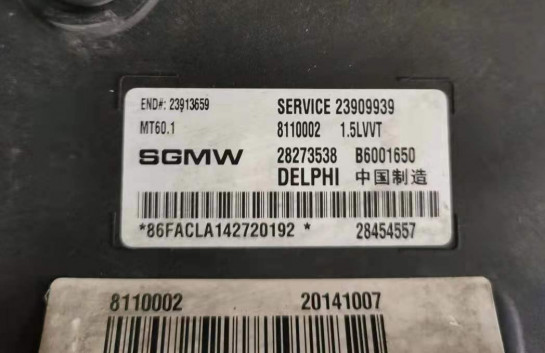 END#: 23913659 SERVICE 23909939
MT60.1 8110002 1.5LVVT
SGMW 28273538 B6001650
DELPHI 中国制造
*86FACLA142720192 * 28454557
8110002 20141007